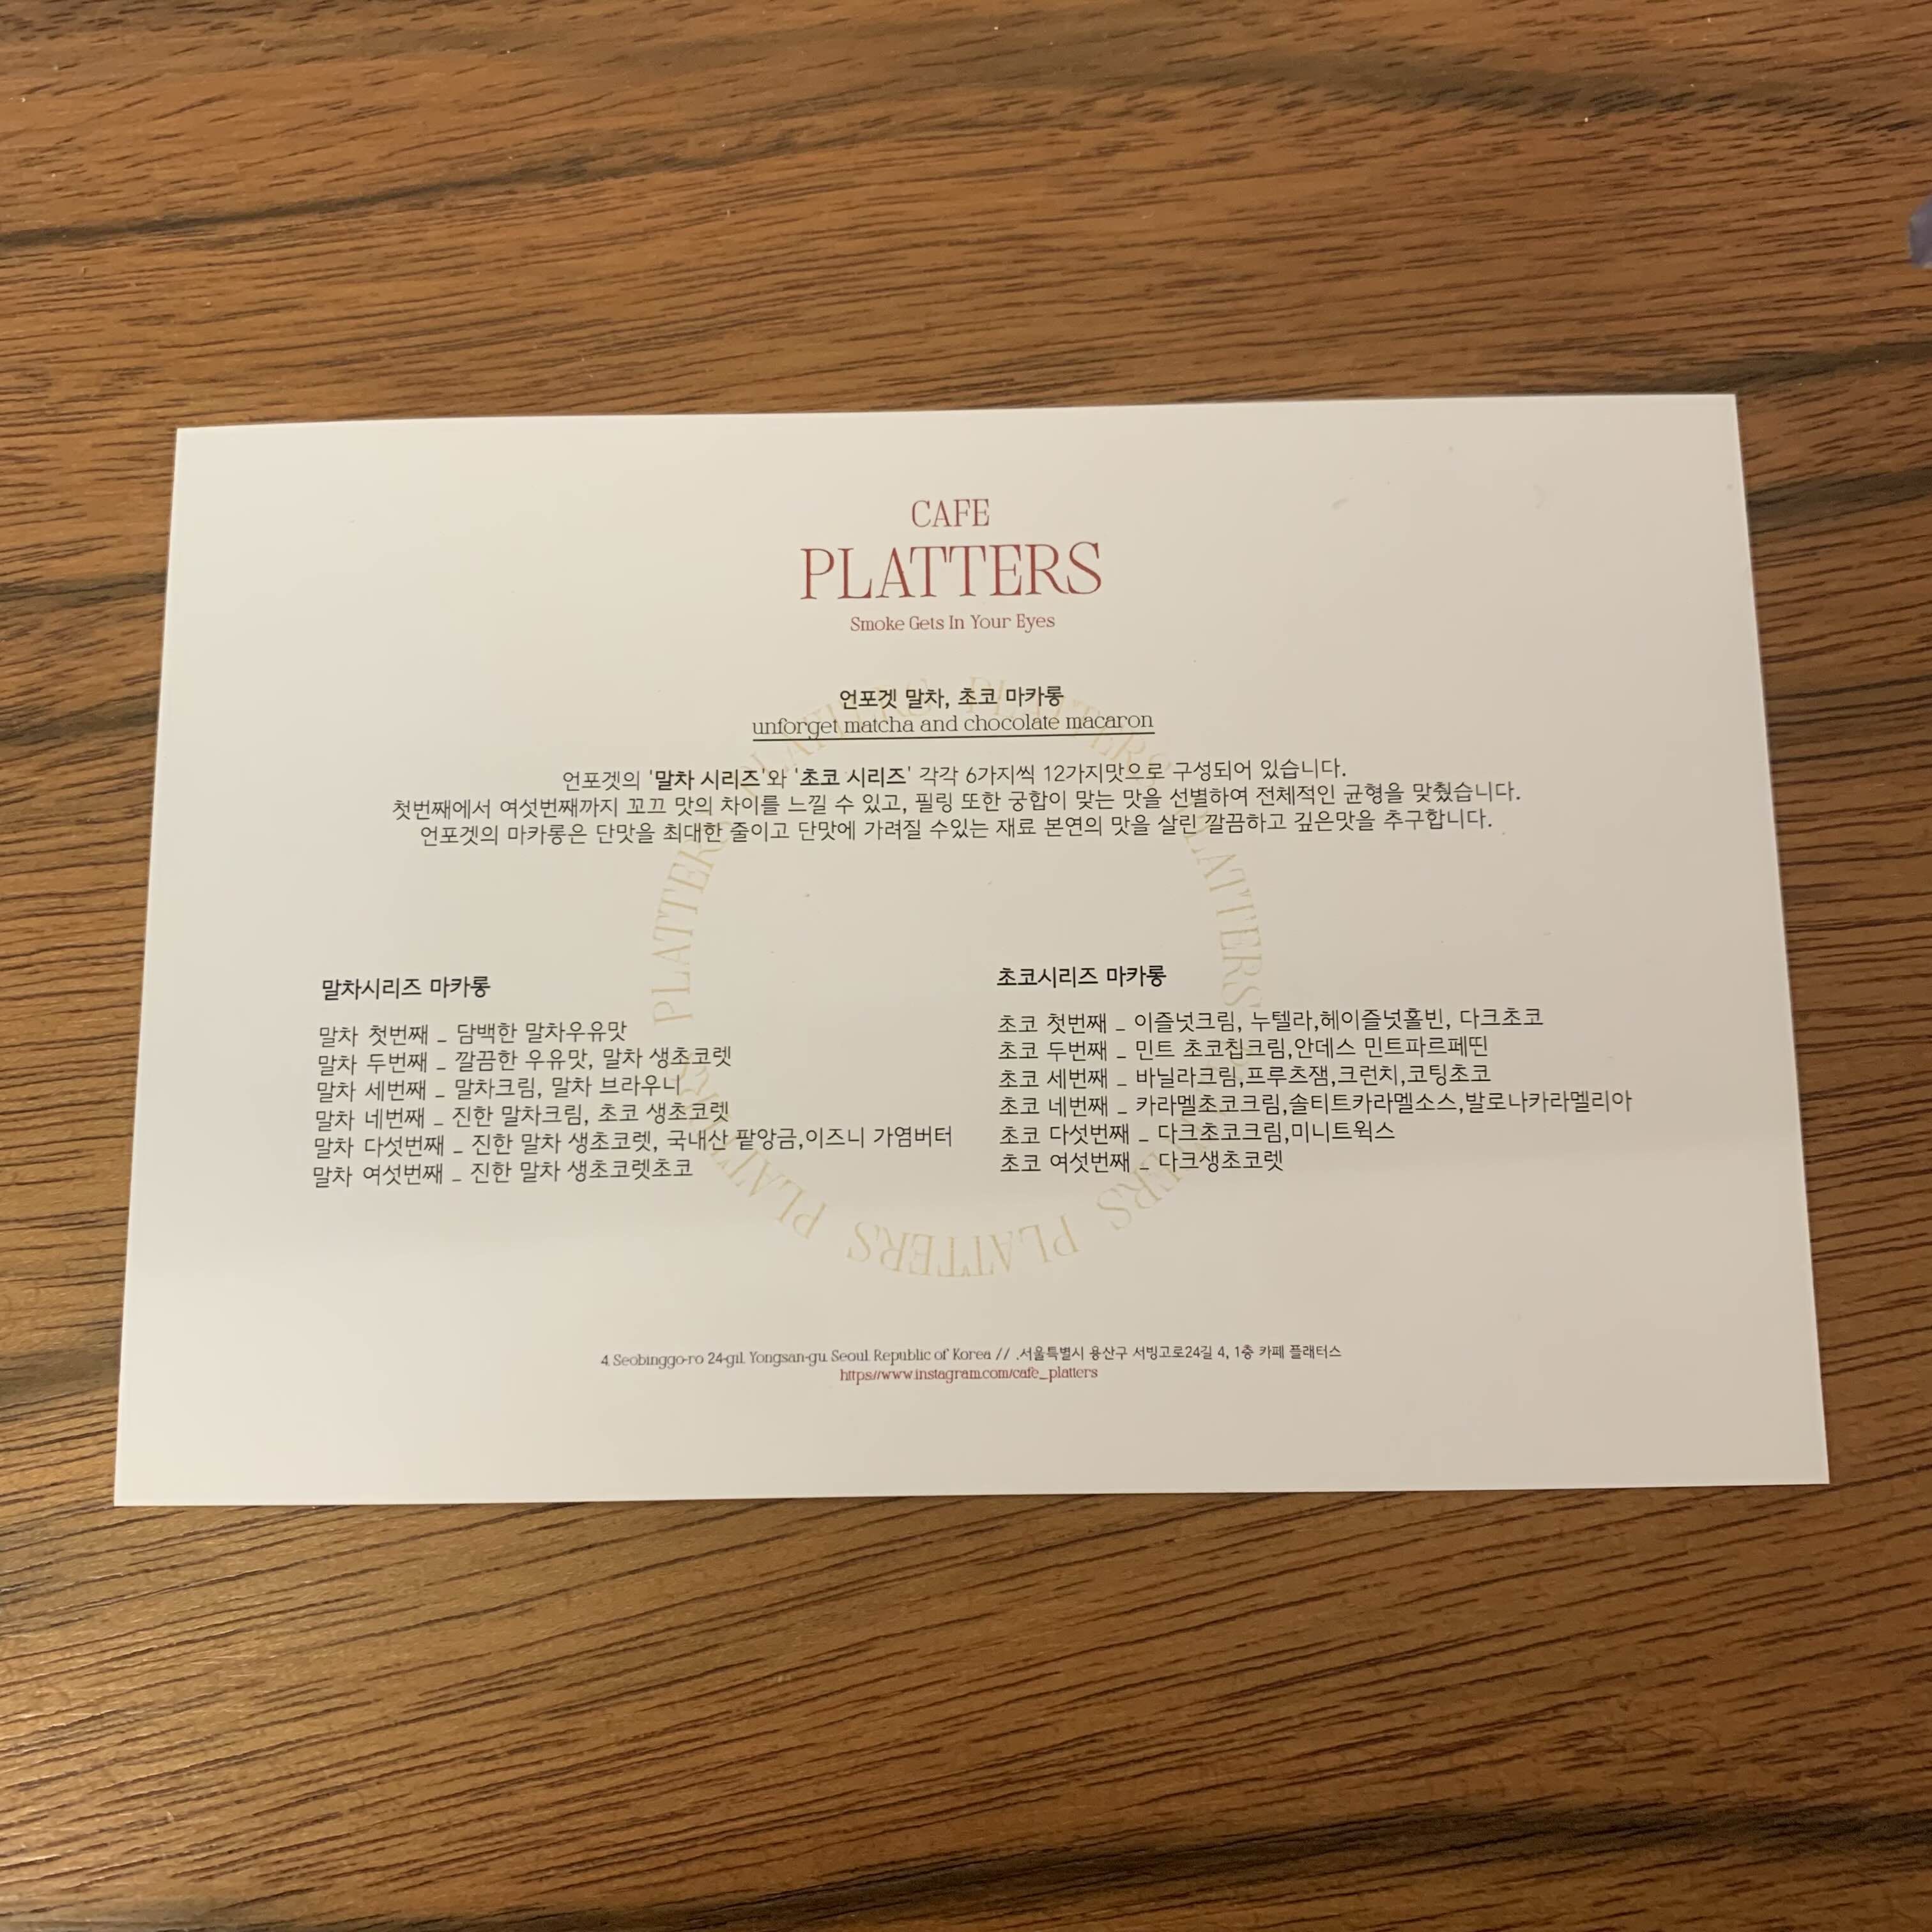 CAFE
PLATTERS
Smoke Gets In Your Eyes
언포겟 말차, 초코 마카롱
unforget matcha and chocolate macaron
언포겟의 '말차 시리즈'와 '초코 시리즈' 각각 6가지씩 12가지맛으로 구성되어 있습니다.
첫번째에서 여섯번째까지 꼬끄 맛의 차이를 느낄 수 있고, 필링 또한 궁합이 맞는 맛을 선별하여 전체적인 균형을 맞췄습니다.
언포겟의 마카롱은 단맛을 최대한 줄이고 단맛에 가려질 수있는 재료 본연의 맛을 살린 깔끔하고 깊은맛을 추구합니다.
말차시리즈 마카롱
말차 첫번째 _ 담백한 말차우유맛
말차 두번째 _ 깔끔한 우유맛, 말차 생초코렛
말차 세번째 _ 말차크림, 말차 브라우니
말차 네번째 _ 진한 말차크림, 초코 생초코렛
말차 다섯번째 _ 진한 말차 생초코렛, 국내산 팥앙금,이즈니 가염버터
말차 여섯번째 _ 진한 말차 생초코렛초코
초코시리즈 마카롱
초코 첫번째 _ 이즐넛크림, 누텔라,헤이즐넛홀빈, 다크초코
초코 두번째 _ 민트 초코칩크림,안데스 민트파르페띤
초코 세번째 _ 바닐라크림,프루츠잼,크런치,코팅초코
초코 네번째 _ 카라멜초코크림,솔티트카라멜소스,발로나카라멜리아
초코 다섯번째 _ 다크초코크림,미니트윅스
초코 여섯번째 _ 다크생초코렛
PLATTERS PLATTERS PLATTERS PLATTERS PLATTERS PLATTERS PLATTERS PLATTERS
4, Seobinggo-ro 24-gil, Yongsan-gu, Seoul, Republic of Korea // .서울특별시 용산구 서빙고로24길 4, 1층 카페 플래터스
https://www.instagram.com/cafe_platters